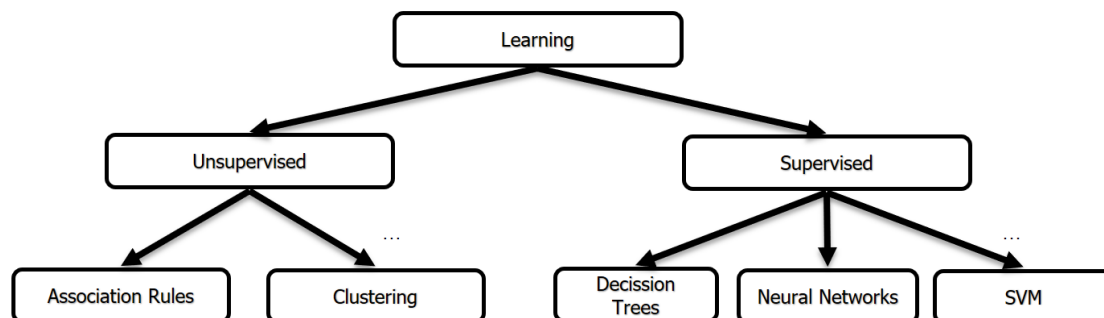 Learning
Unsupervised
Supervised
...
...
Association Rules
Clustering
Decission
Trees
Neural Networks
SVM